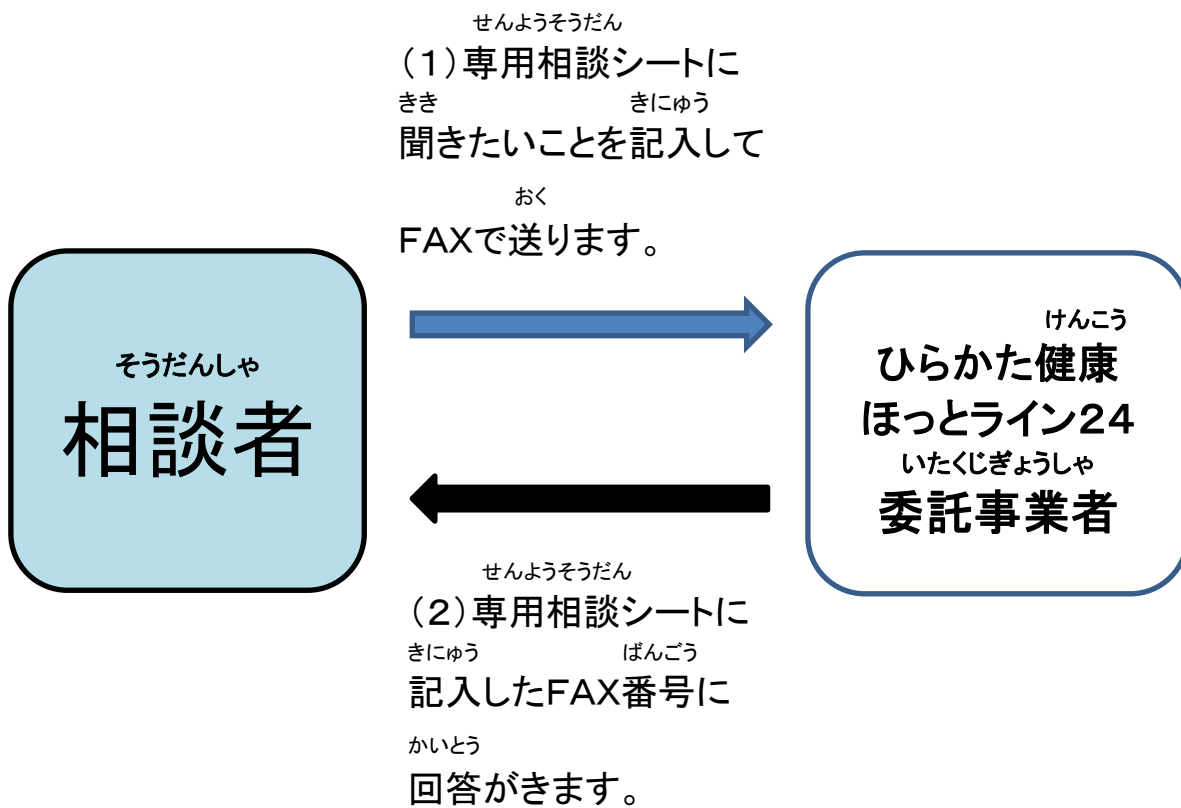 せんようそうだん
（１）専用相談シートに
きき きにゅう
聞きたいことを記入して
おく
FAXで送ります。
そうだんしゃ
相談者
けんこう
ひらかた健康
ほっとライン２４
いたくじぎょうしゃ
委託事業者
せんようそうだん
（２）専用相談シートに
きにゅう ばんごう
記入したFAX番号に
かいとう
回答がきます。